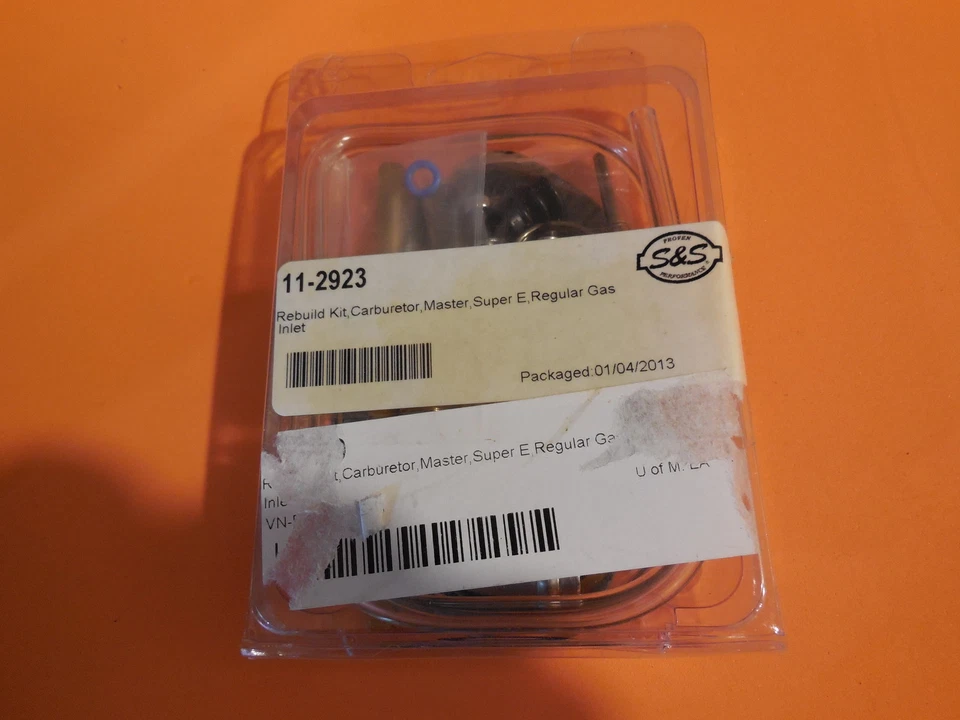 PROVEN
S&S
PERFORMANCE®
11-2923
Rebuild Kit,Carburetor,Master,Super E,Regular Gas
Inlet
Packaged:01/04/2013
,Carburetor,Master,Super E,Regular Ga
U of M:
VN-